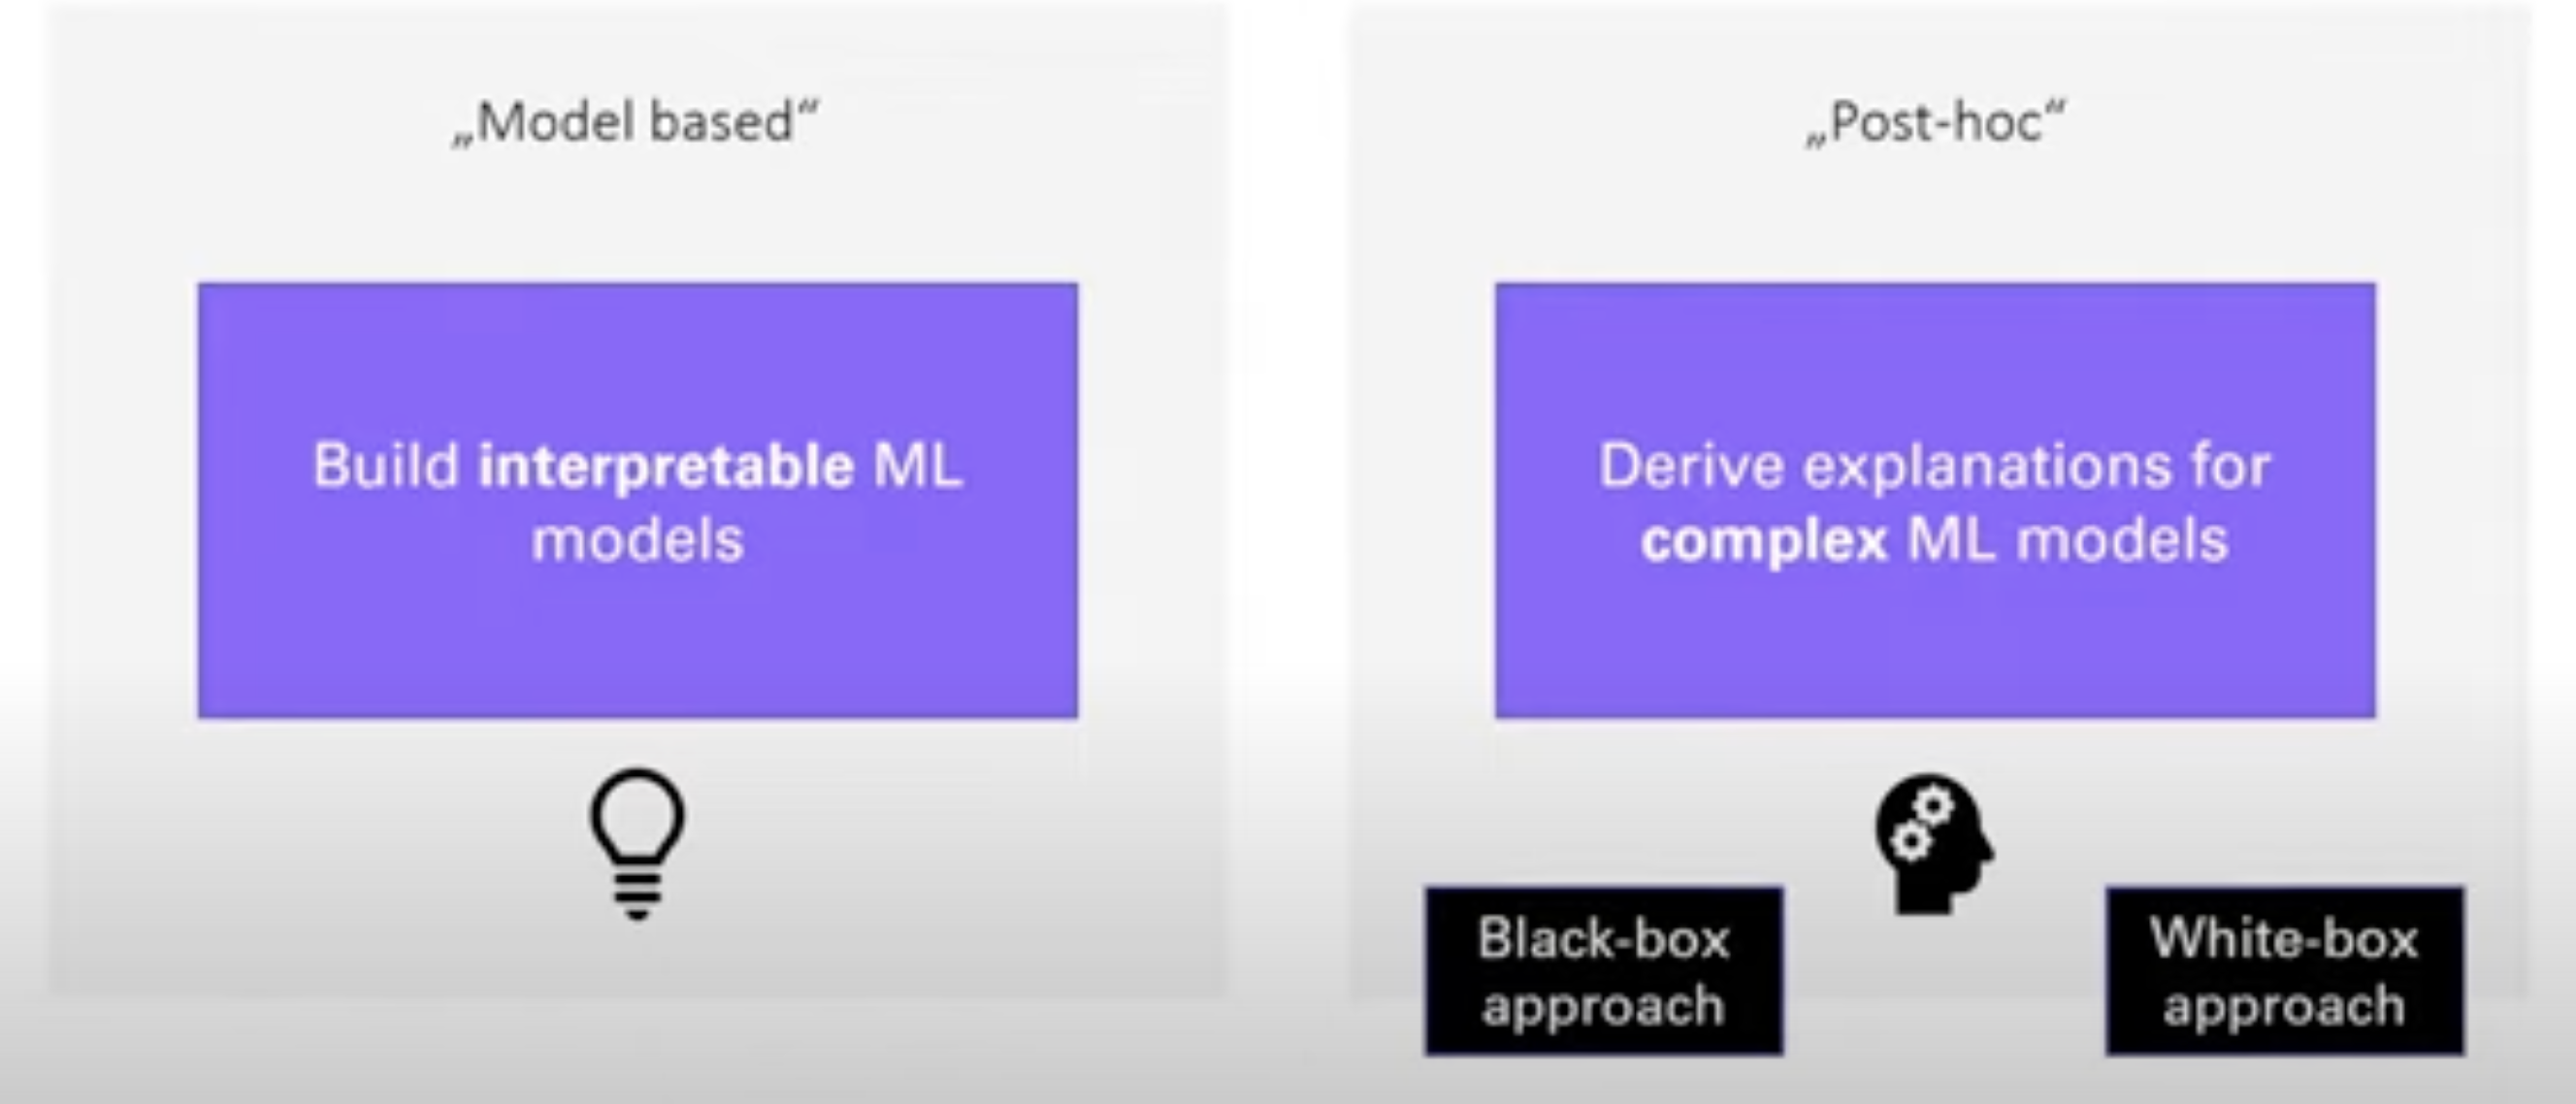 „Model based“
Build interpretable ML
models
„Post-hoc“
Derive explanations for
complex ML models
Black-box
approach
White-box
approach